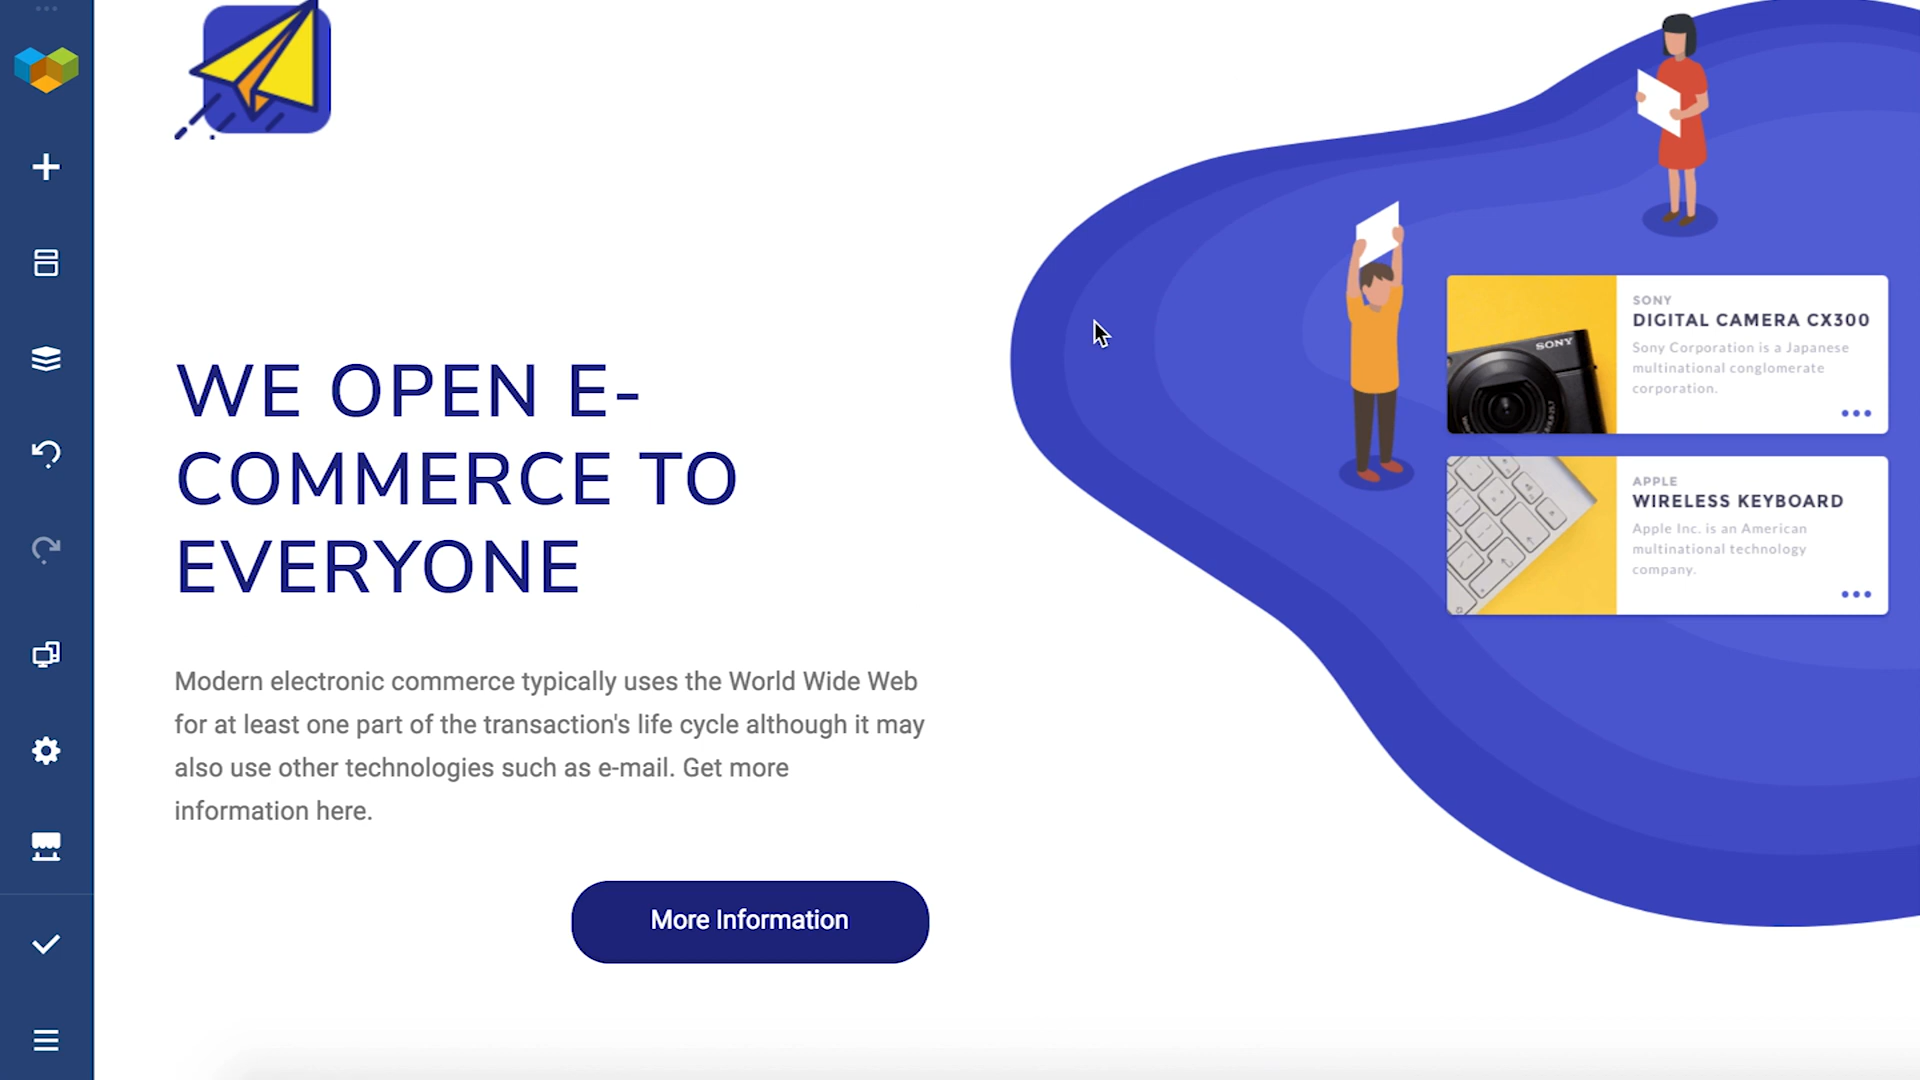 WE OPEN E-
COMMERCE TO
EVERYONE
Modern electronic commerce typically uses the World Wide Web
for at least one part of the transaction's life cycle although it may
also use other technologies such as e-mail. Get more
information here.
More Information
SONY
SONY
DIGITAL CAMERA CX300
Sony Corporation is a Japanese
multinational conglomerate
corporation.
APPLE
WIRELESS KEYBOARD
Apple Inc. is an American
multinational technology
company.